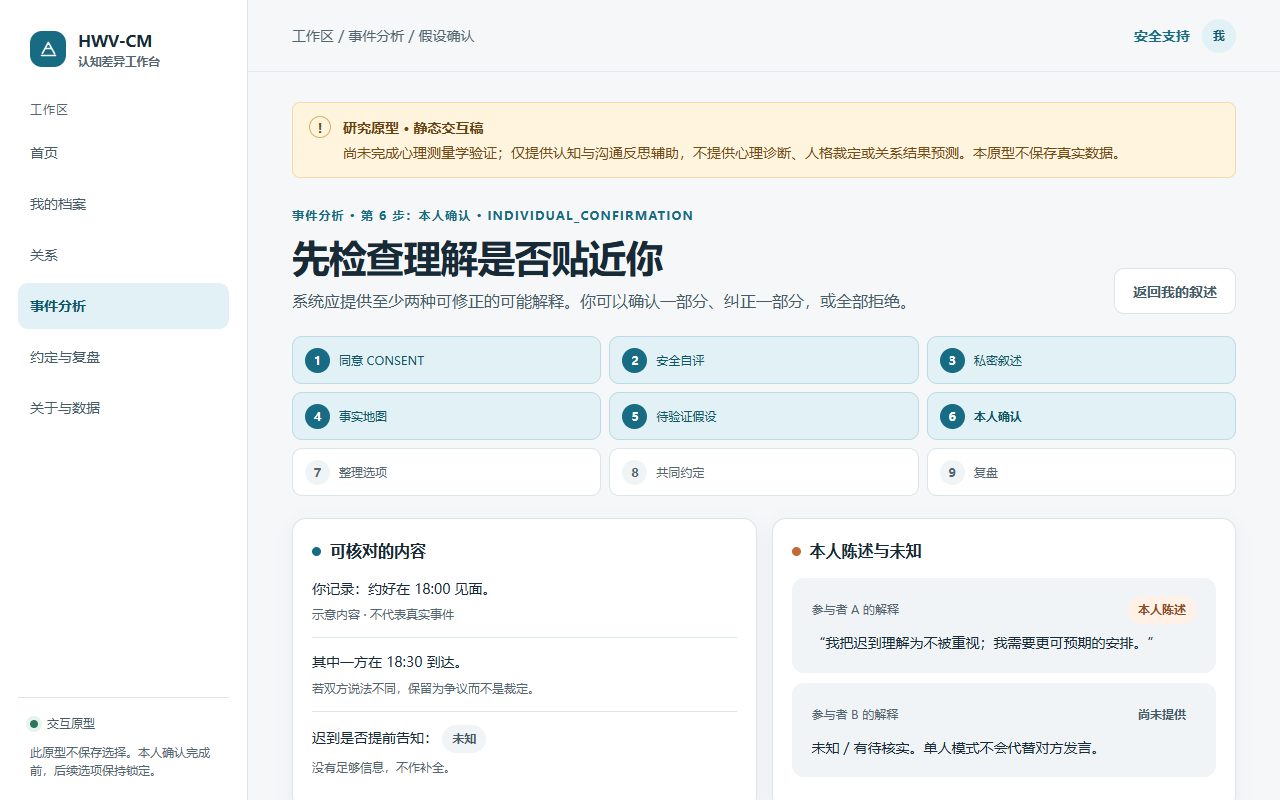 HWV-CM
认知差异工作台
工作区
首页
我的档案
关系
事件分析
约定与复盘
关于与数据
交互原型
此原型不保存选择。本人确认完成
前，后续选项保持锁定。
工作区 / 事件分析 / 假设确认
安全支持
我
!
研究原型 • 静态交互稿
尚未完成心理测量学验证；仅提供认知与沟通反思辅助，不提供心理诊断、人格裁定或关系结果预测。本原型不保存真实数据。
事件分析 • 第 6 步：本人确认 • INDIVIDUAL_CONFIRMATION
先检查理解是否贴近你
系统应提供至少两种可修正的可能解释。你可以确认一部分、纠正一部分，或全部拒绝。
返回我的叙述
1 同意 CONSENT
2 安全自评
3 私密叙述
4 事实地图
5 待验证假设
6 本人确认
7 整理选项
8 共同约定
9 复盘
可核对的内容
你记录：约好在 18:00 见面。
示意内容 · 不代表真实事件
其中一方在 18:30 到达。
若双方说法不同，保留为争议而不是裁定。
迟到是否提前告知： 未知
没有足够信息，不作补全。
本人陈述与未知
参与者 A 的解释
本人陈述
“我把迟到理解为不被重视；我需要更可预期的安排。”
参与者 B 的解释
尚未提供
未知 / 有待核实。单人模式不会代替对方发言。